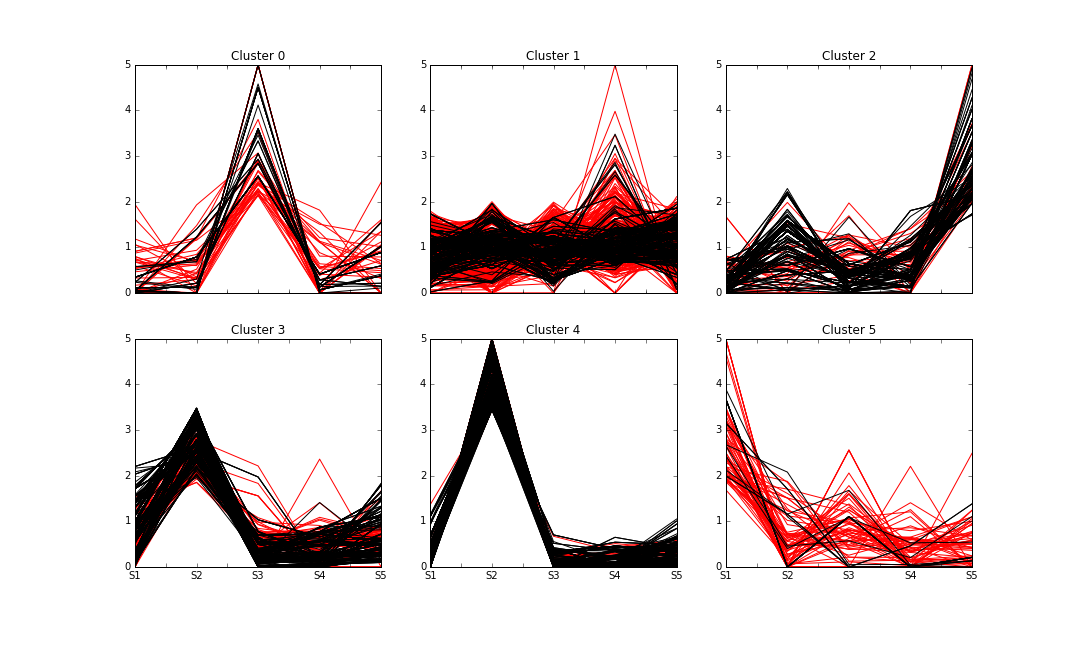 Cluster 0 Cluster 1 Cluster 2
5 5 5
4 4 4
3 3 3
2 2 2
1 1 1
0 0 0
Cluster 3 Cluster 4 Cluster 5
5 5 5
4 4 4
3 3 3
2 2 2
1 1 1
0 0 0
S1 S2 S3 S4 S5 S1 S2 S3 S4 S5 S1 S2 S3 S4 S5